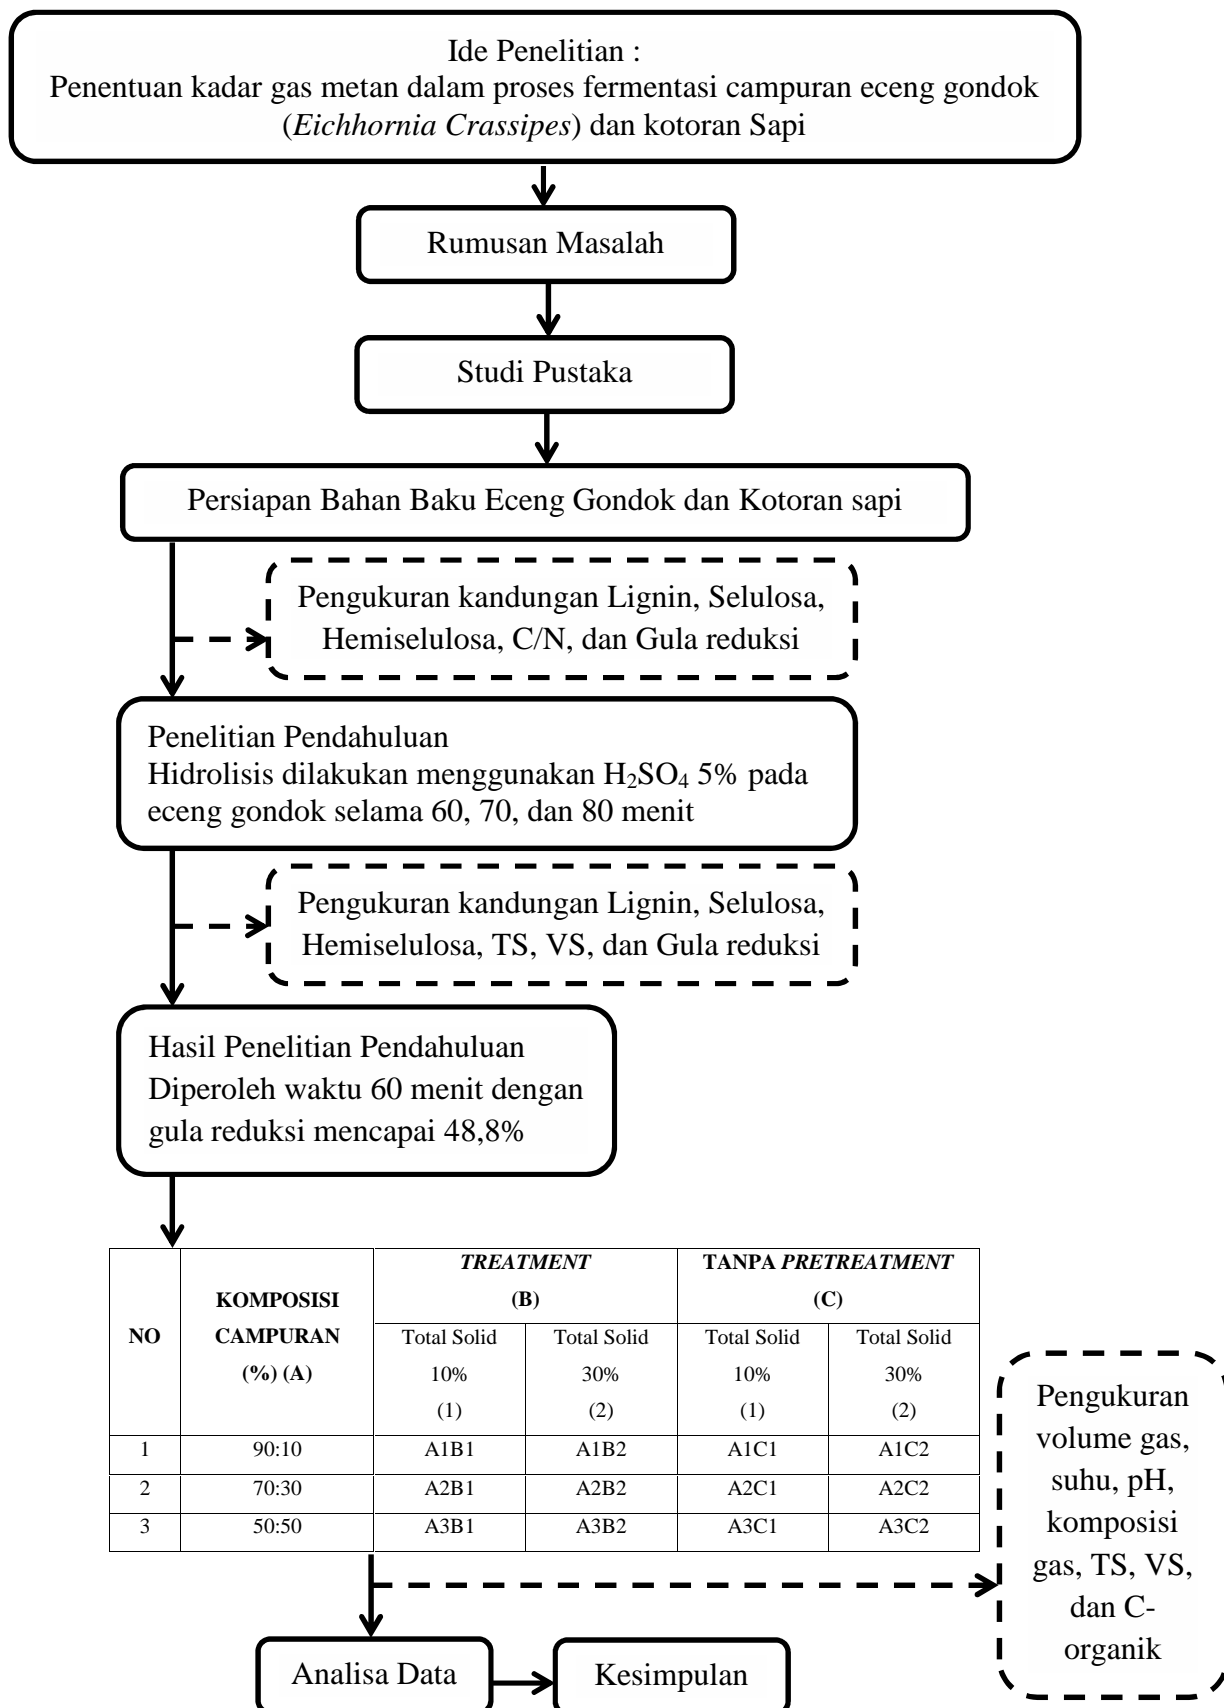 Ide Penelitian :
Penentuan kadar gas metan dalam proses fermentasi campuran eceng gondok
(Eichhornia Crassipes) dan kotoran Sapi
Rumusan Masalah
Studi Pustaka
Persiapan Bahan Baku Eceng Gondok dan Kotoran sapi
Pengukuran kandungan Lignin, Selulosa,
Hemiselulosa, C/N, dan Gula reduksi
Penelitian Pendahuluan
Hidrolisis dilakukan menggunakan H₂SO₄ 5% pada
eceng gondok selama 60, 70, dan 80 menit
Pengukuran kandungan Lignin, Selulosa,
Hemiselulosa, TS, VS, dan Gula reduksi
Hasil Penelitian Pendahuluan
Diperoleh waktu 60 menit dengan
gula reduksi mencapai 48,8%
NO
KOMPOSISI
CAMPURAN
(%) (A)
TREATMENT
(B)
TANPA PRETREATMENT
(C)
Total Solid
10%
(1)
Total Solid
30%
(2)
Total Solid
10%
(1)
Total Solid
30%
(2)
1 90:10 A1B1 A1B2 A1C1 A1C2
2 70:30 A2B1 A2B2 A2C1 A2C2
3 50:50 A3B1 A3B2 A3C1 A3C2
Pengukuran
volume gas,
suhu, pH,
komposisi
gas, TS, VS,
dan C-
organik
Analisa Data
Kesimpulan